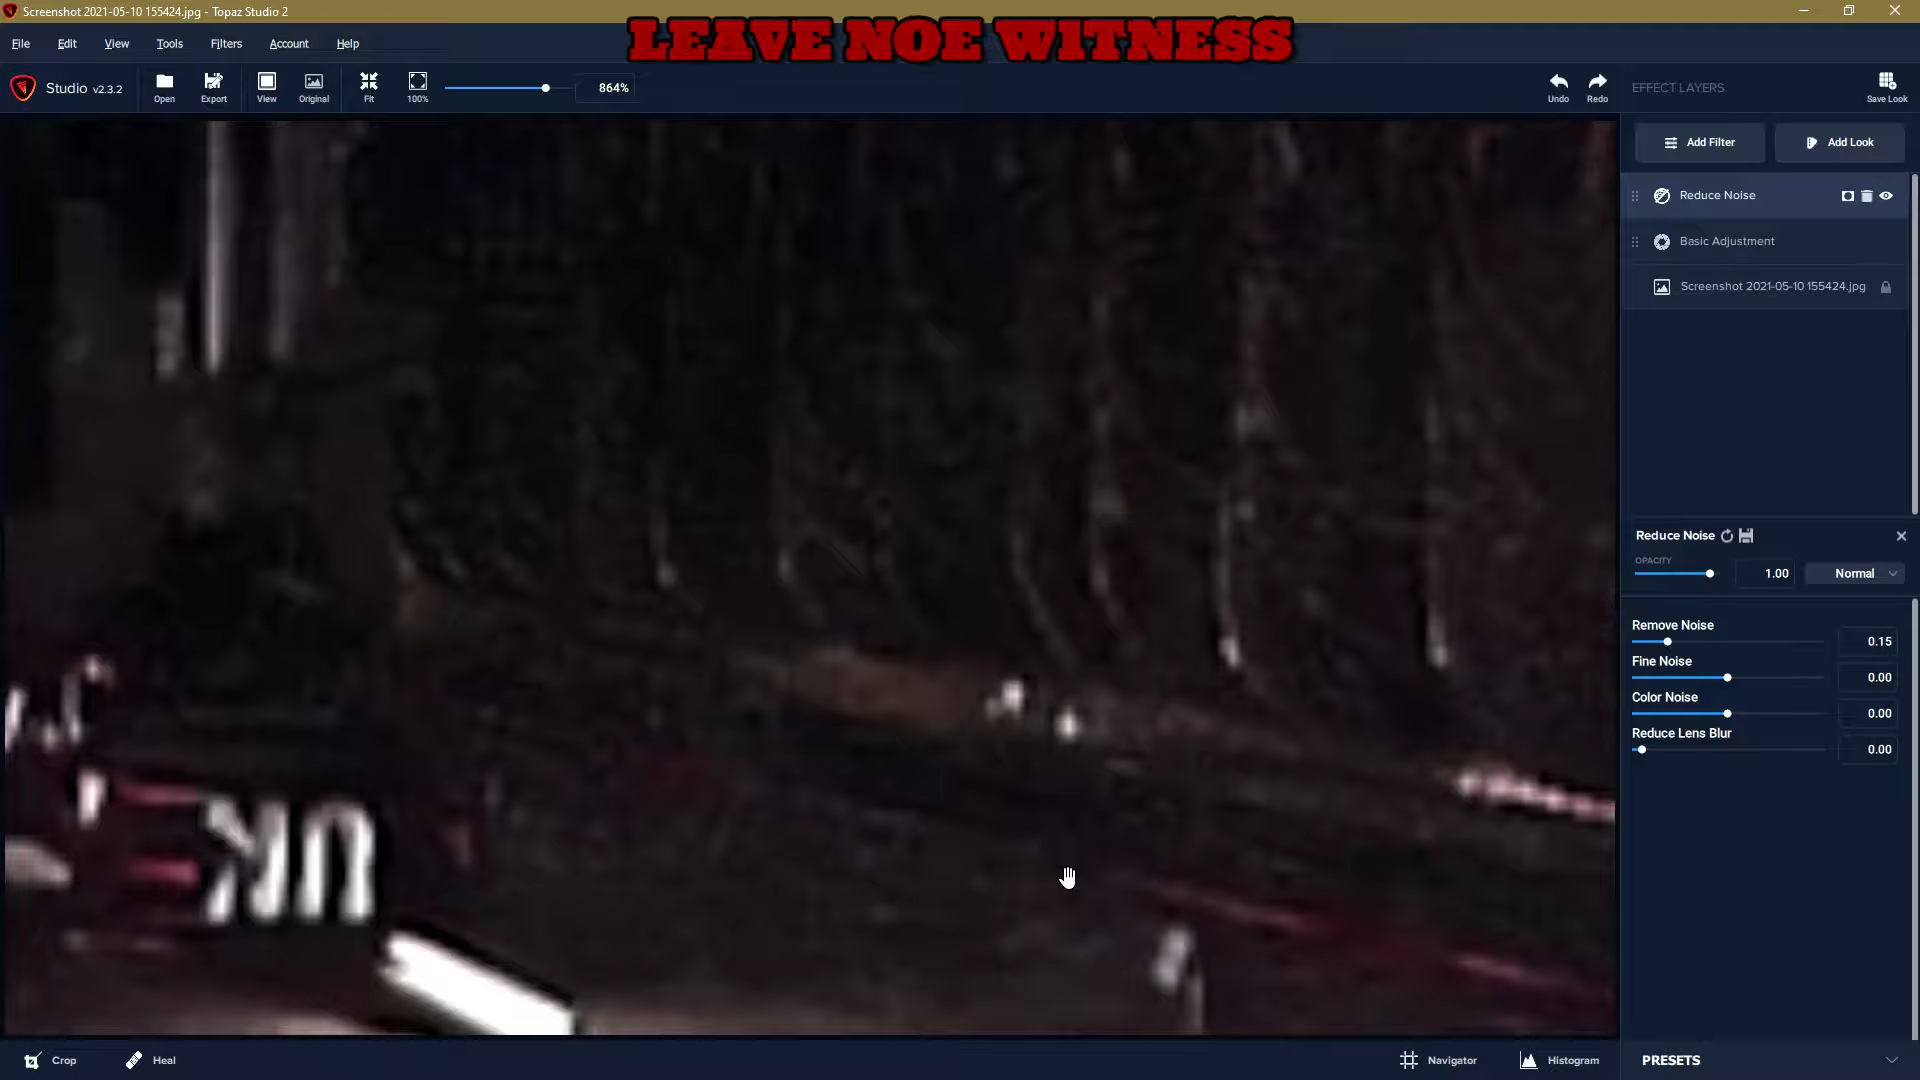 Screenshot 2021-05-10 155424.jpg - Topaz Studio 2
LEAVE NOE WITNESS
File Edit View Tools Filters Account Help
Studio v2.3.2
Open Export View Original Fit 100% 864% Undo Redo
EFFECT LAYERS
Save Look
Add Filter Add Look
Reduce Noise
Basic Adjustment
Screenshot 2021-05-10 155424.jpg
Reduce Noise
OPACITY 1.00 Normal
Remove Noise 0.15
Fine Noise 0.00
Color Noise 0.00
Reduce Lens Blur 0.00
Crop Heal Navigator Histogram PRESETS